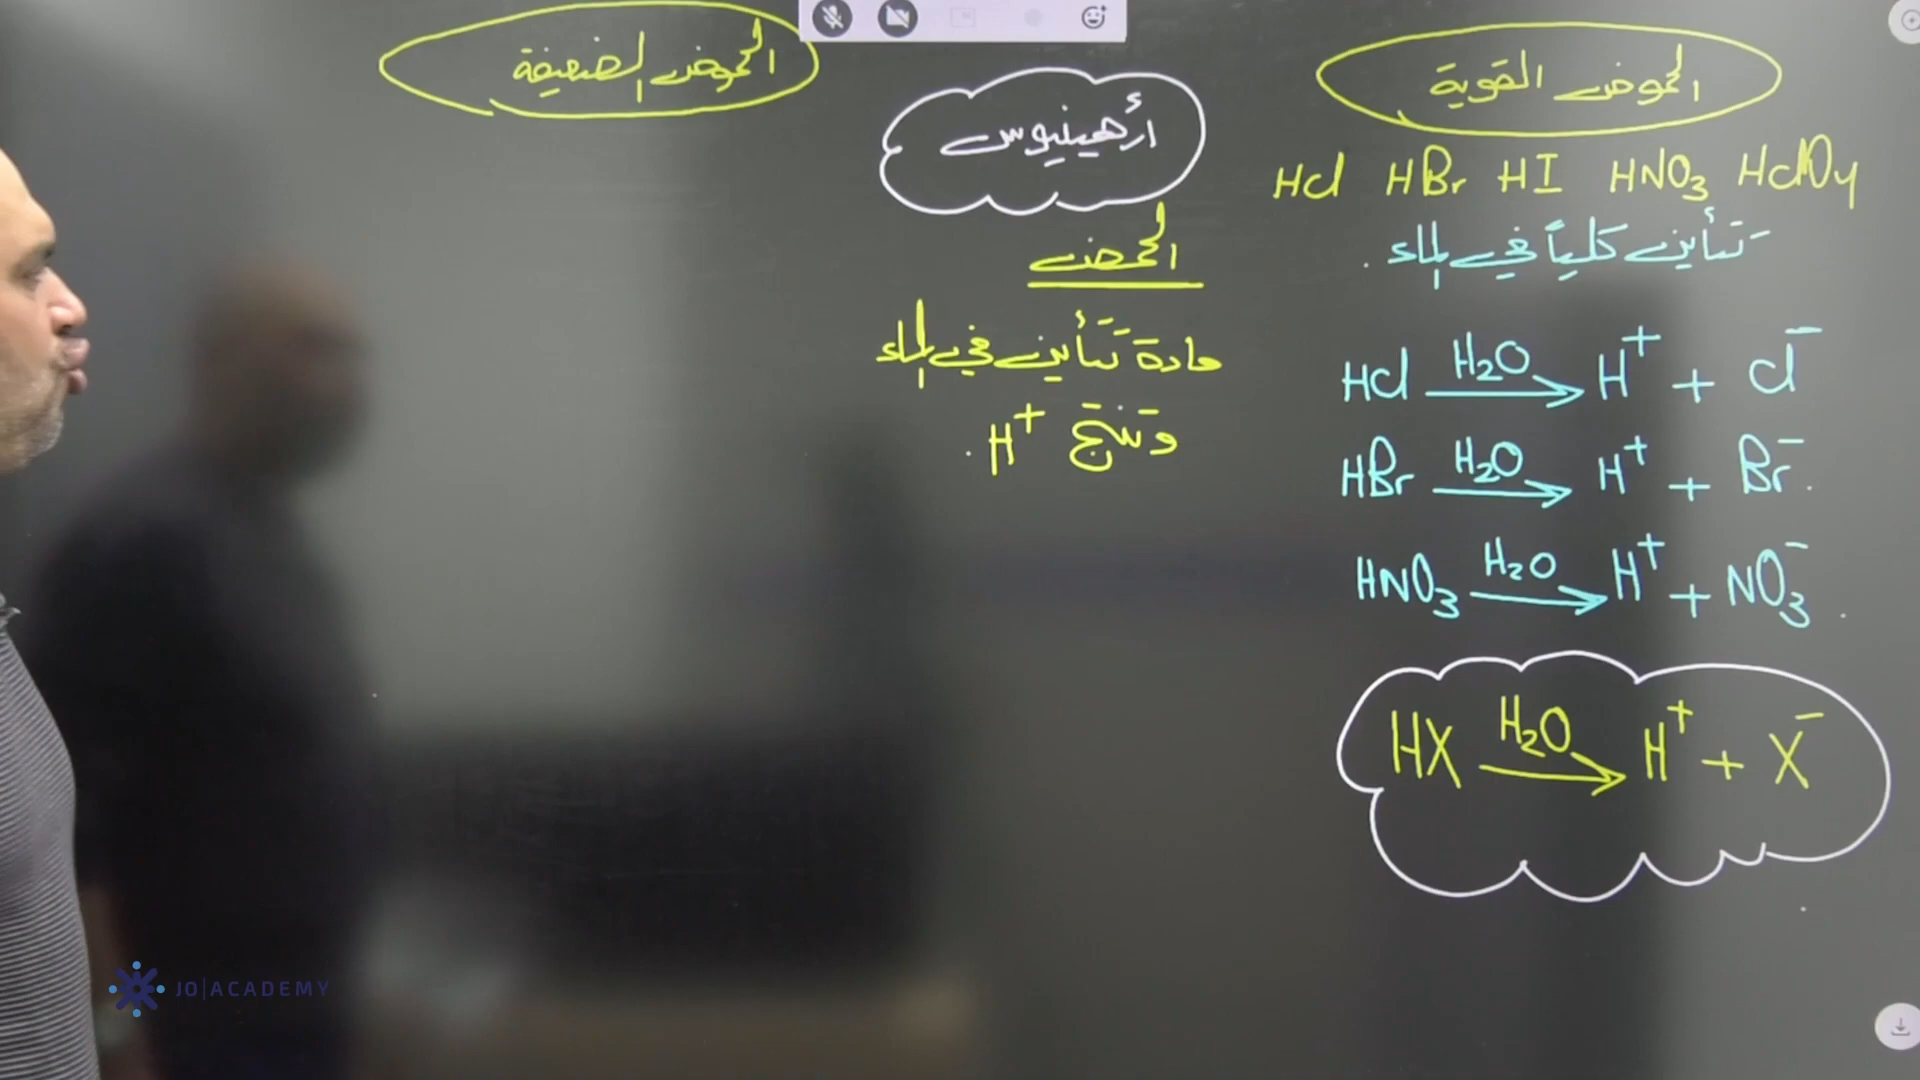 الحموض القوية
HCl HBr HI HNO3 HClO4
- تتأين كلياً في الماء.
HCl H2O→ H+ + Cl-
HBr H2O→ H+ + Br-.
HNO3 H2O→ H+ + NO3-.
HX H2O→ H+ + X-
أرهينيوس
الحمض
مادة تتأين في الماء
وتنتج H+.
الحموض الضعيفة
JO|ACADEMY